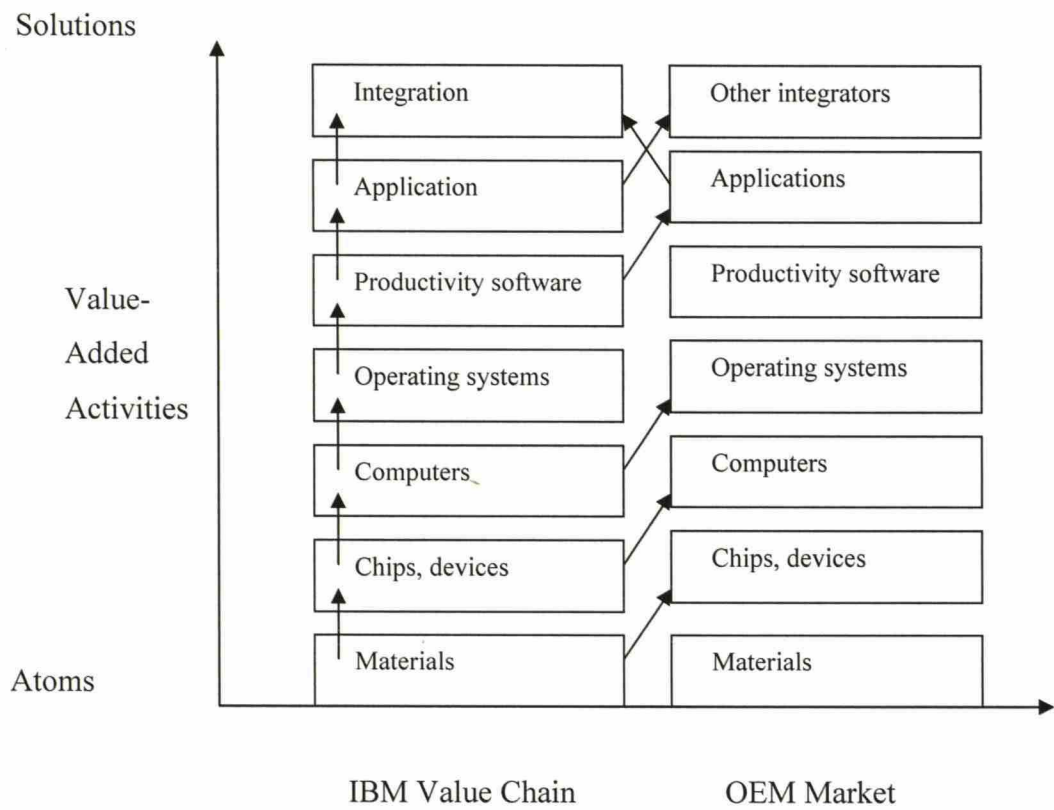 Solutions
Integration
Other integrators
Application
Applications
Value-
Added
Activities
Productivity software
Productivity software
Operating systems
Operating systems
Computers
Computers
Chips, devices
Chips, devices
Atoms
Materials
Materials
IBM Value Chain
OEM Market